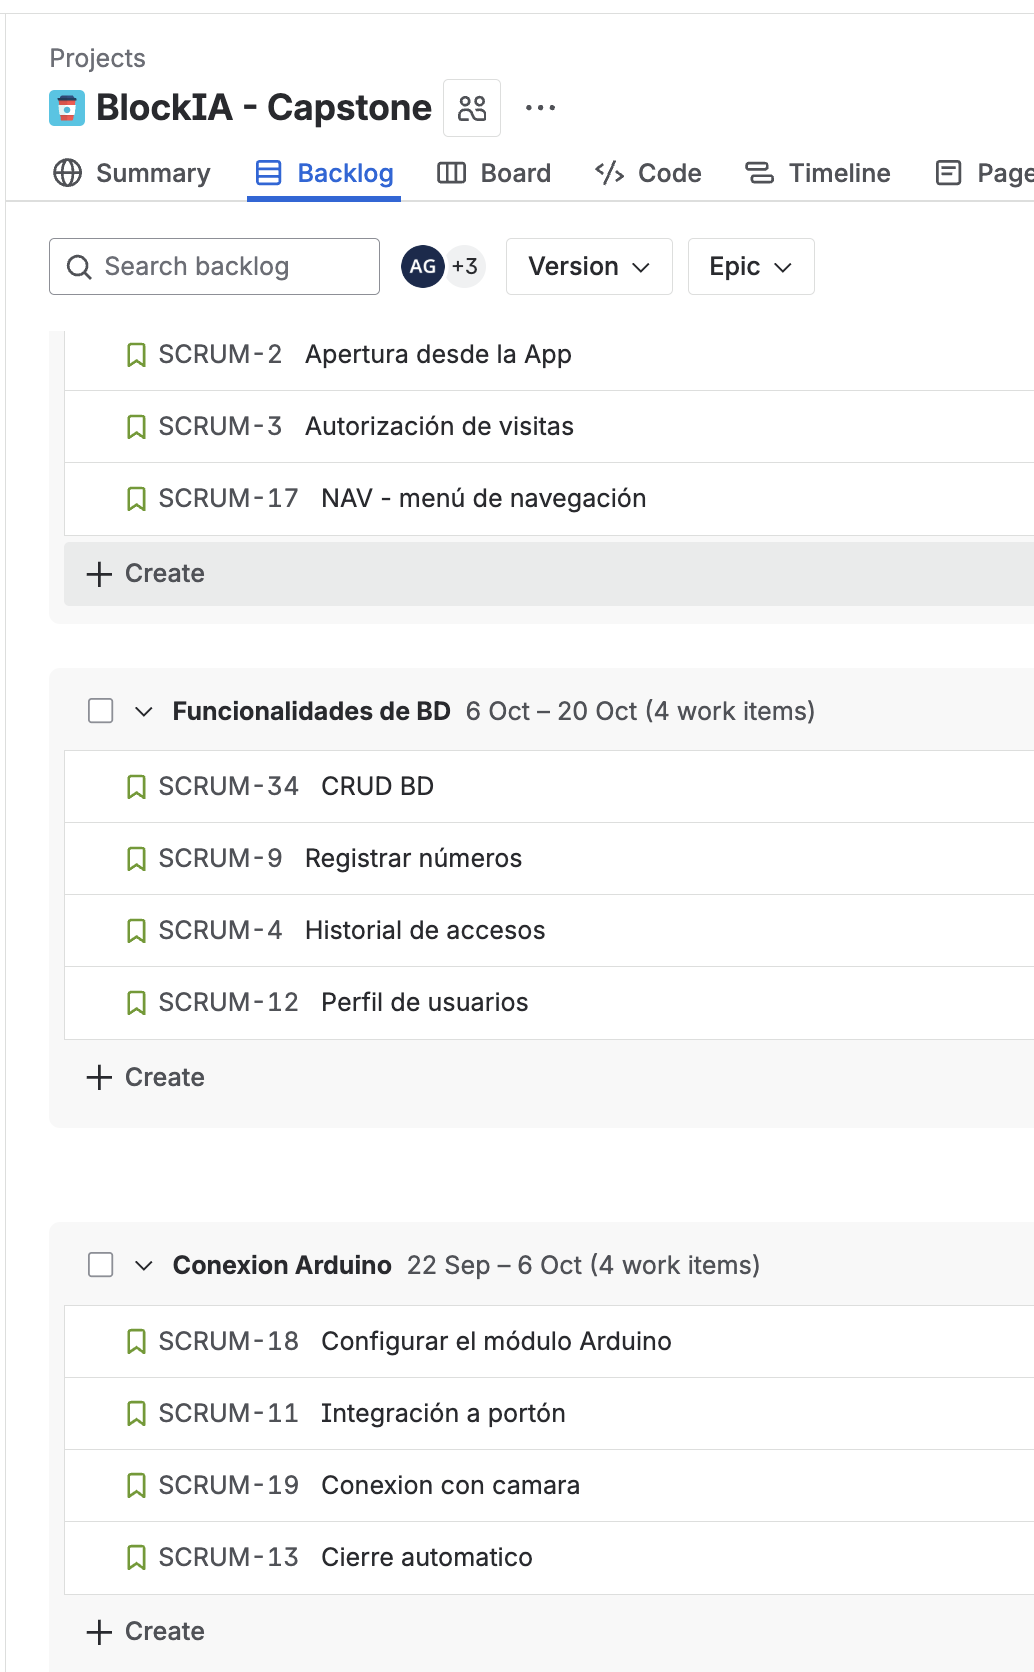 Projects
BlockIA - Capstone
Summary Backlog Board Code Timeline Page
Search backlog AG +3 Version Epic
SCRUM-2 Apertura desde la App
SCRUM-3 Autorización de visitas
SCRUM-17 NAV - menú de navegación
Create
Funcionalidades de BD 6 Oct – 20 Oct (4 work items)
SCRUM-34 CRUD BD
SCRUM-9 Registrar números
SCRUM-4 Historial de accesos
SCRUM-12 Perfil de usuarios
Create
Conexion Arduino 22 Sep – 6 Oct (4 work items)
SCRUM-18 Configurar el módulo Arduino
SCRUM-11 Integración a portón
SCRUM-19 Conexion con camara
SCRUM-13 Cierre automatico
Create